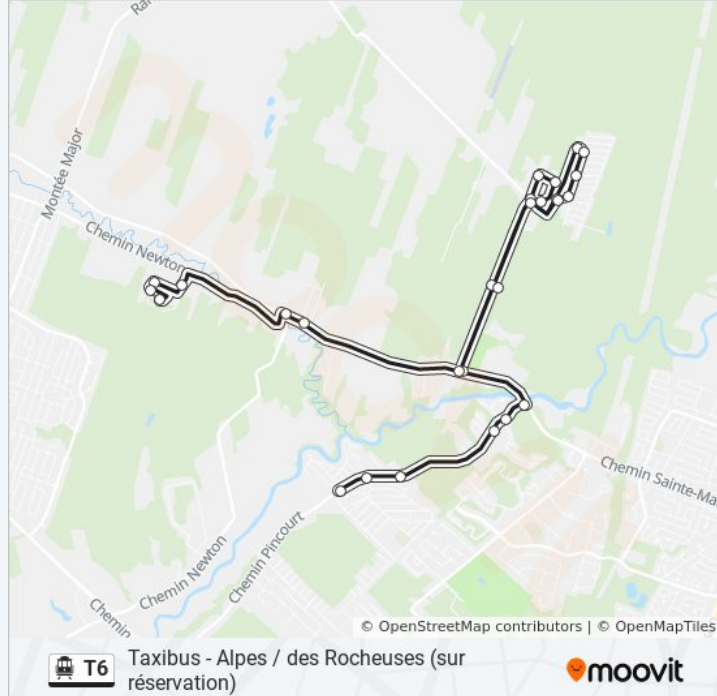 Ra
Montée Major
Chemin Newton
Chemin Sainte-Ma
Chemin Pincourt
Chemin Newton
Chemin
© OpenStreetMap contributors | © OpenMapTiles
T6 Taxibus - Alpes / des Rocheuses (sur
réservation)
moovit